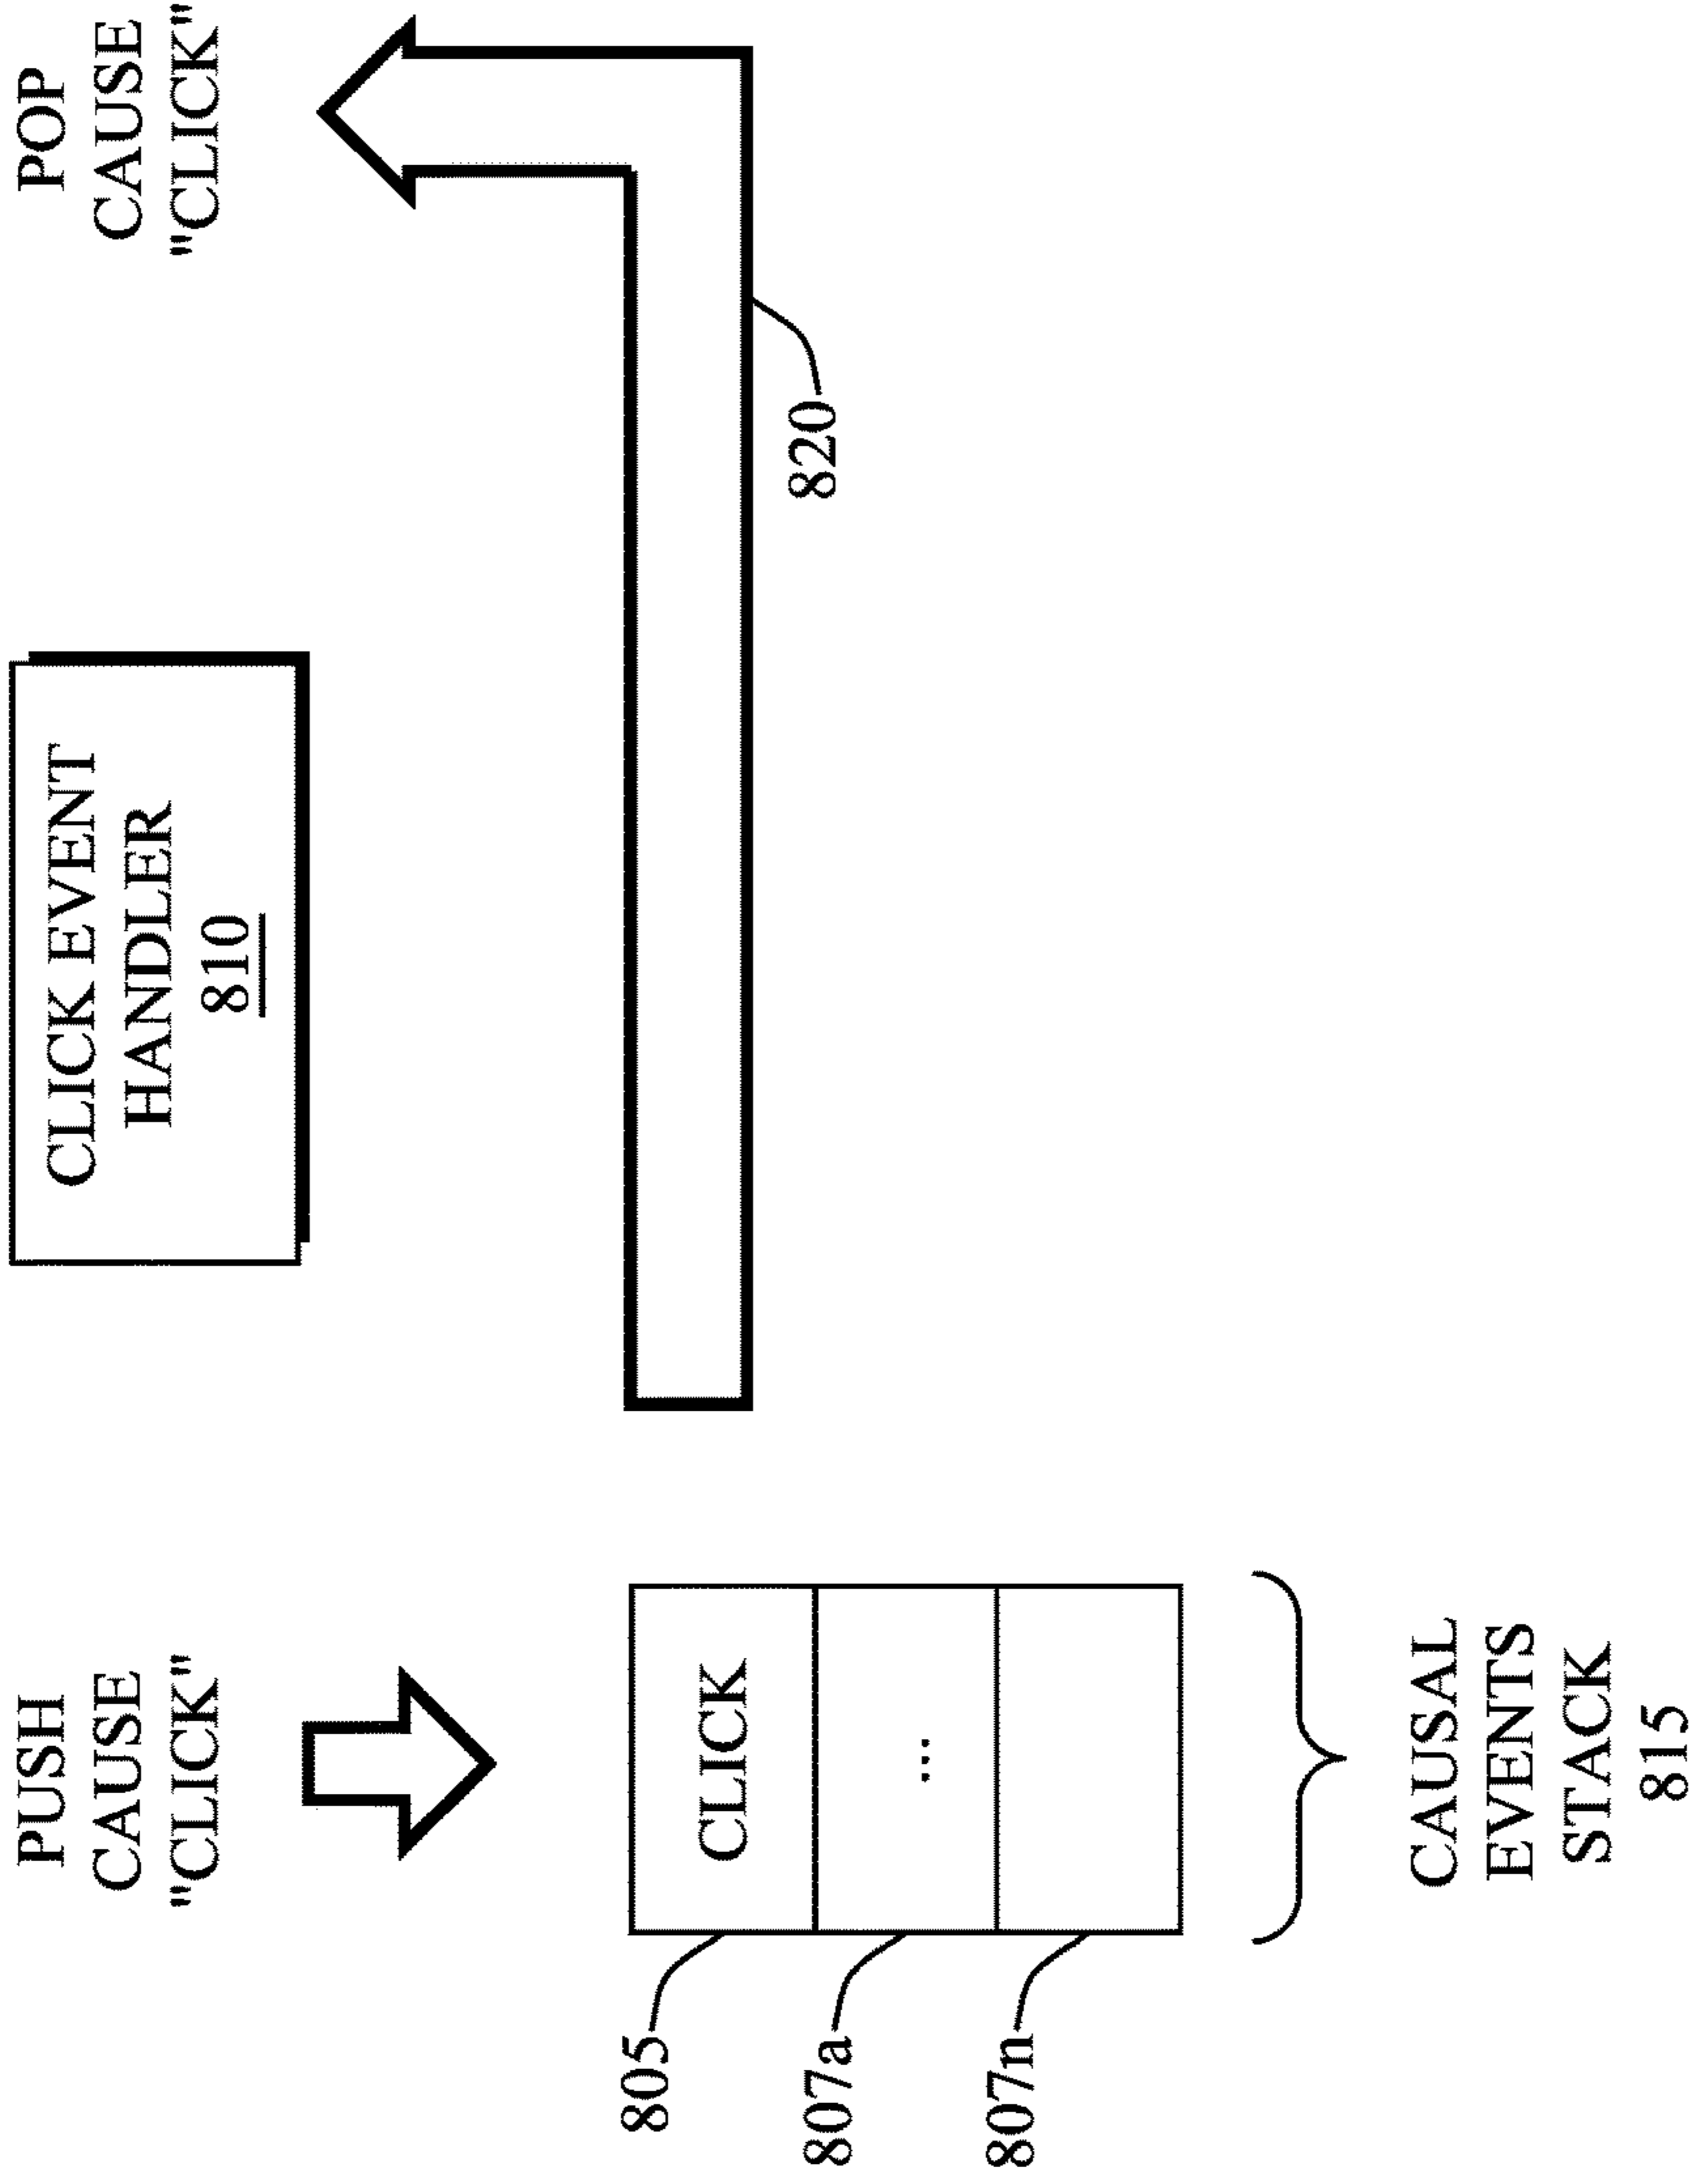 PUSH
CAUSE
"CLICK"
CLICK EVENT
HANDLER
810
POP
CAUSE
"CLICK"
805
CLICK
807a
...
807n
820
CAUSAL
EVENTS
STACK
815